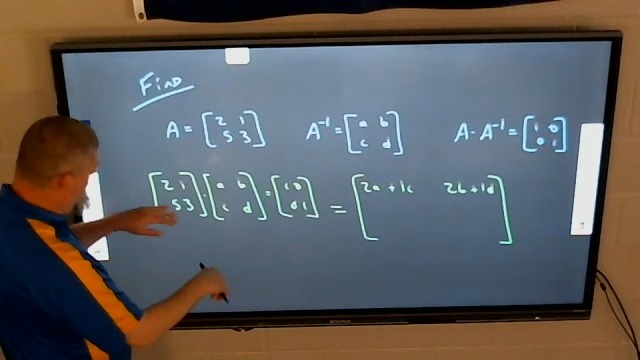 Find
A = [2 1 5 3] A⁻¹ = [a b c d] A · A⁻¹ = [1 0 0 1]
[2 1 5 3] [a b c d] = [1 0 0 1] = [2a + 1c 2b + 1d]